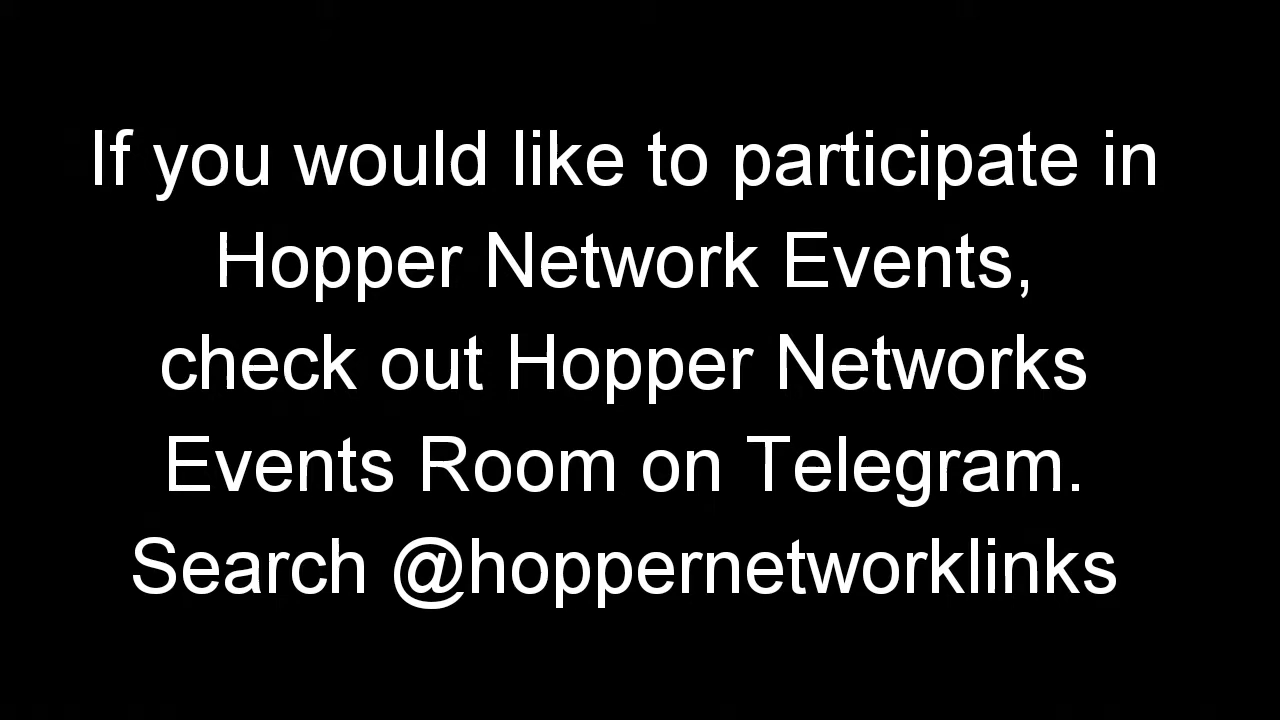 If you would like to participate in
Hopper Network Events,
check out Hopper Networks
Events Room on Telegram.
Search @hoppernetworklinks